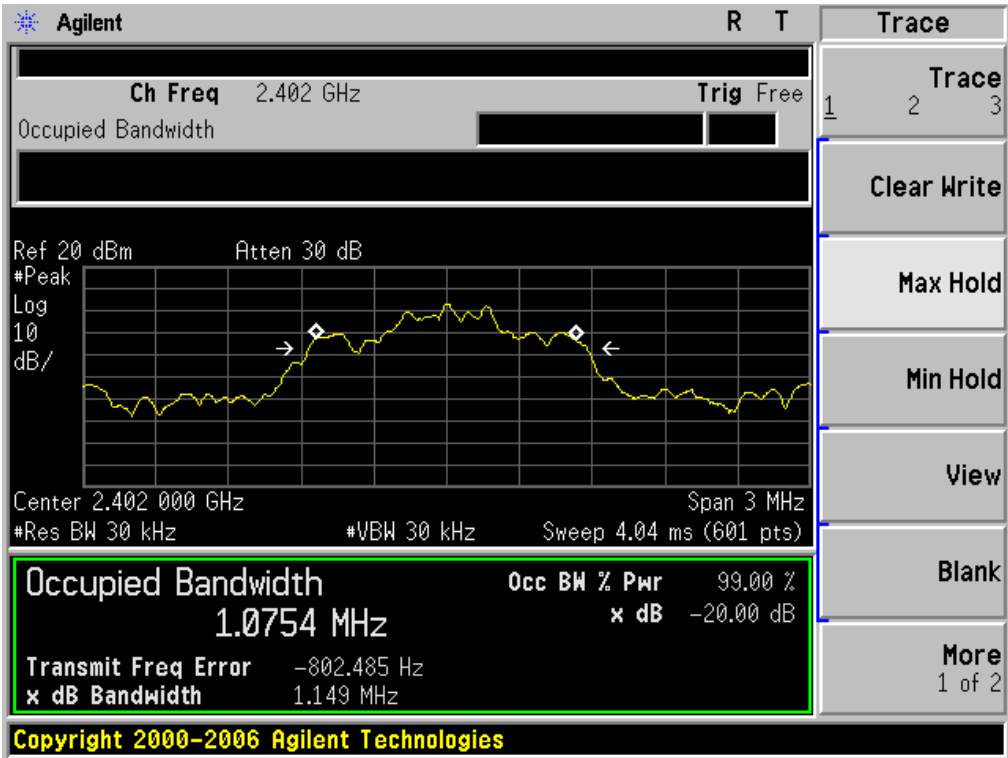 Agilent R T
Ch Freq 2.402 GHz Trig Free
Occupied Bandwidth
Ref 20 dBm Atten 30 dB
#Peak
Log
10
dB/
Center 2.402 000 GHz Span 3 MHz
#Res BW 30 kHz #VBW 30 kHz Sweep 4.04 ms (601 pts)
Occupied Bandwidth
1.0754 MHz
Occ BW % Pwr 99.00 %
x dB -20.00 dB
Transmit Freq Error -802.485 Hz
x dB Bandwidth 1.149 MHz
Copyright 2000-2006 Agilent Technologies
Trace
Trace
1 2 3
Clear Write
Max Hold
Min Hold
View
Blank
More
1 of 2